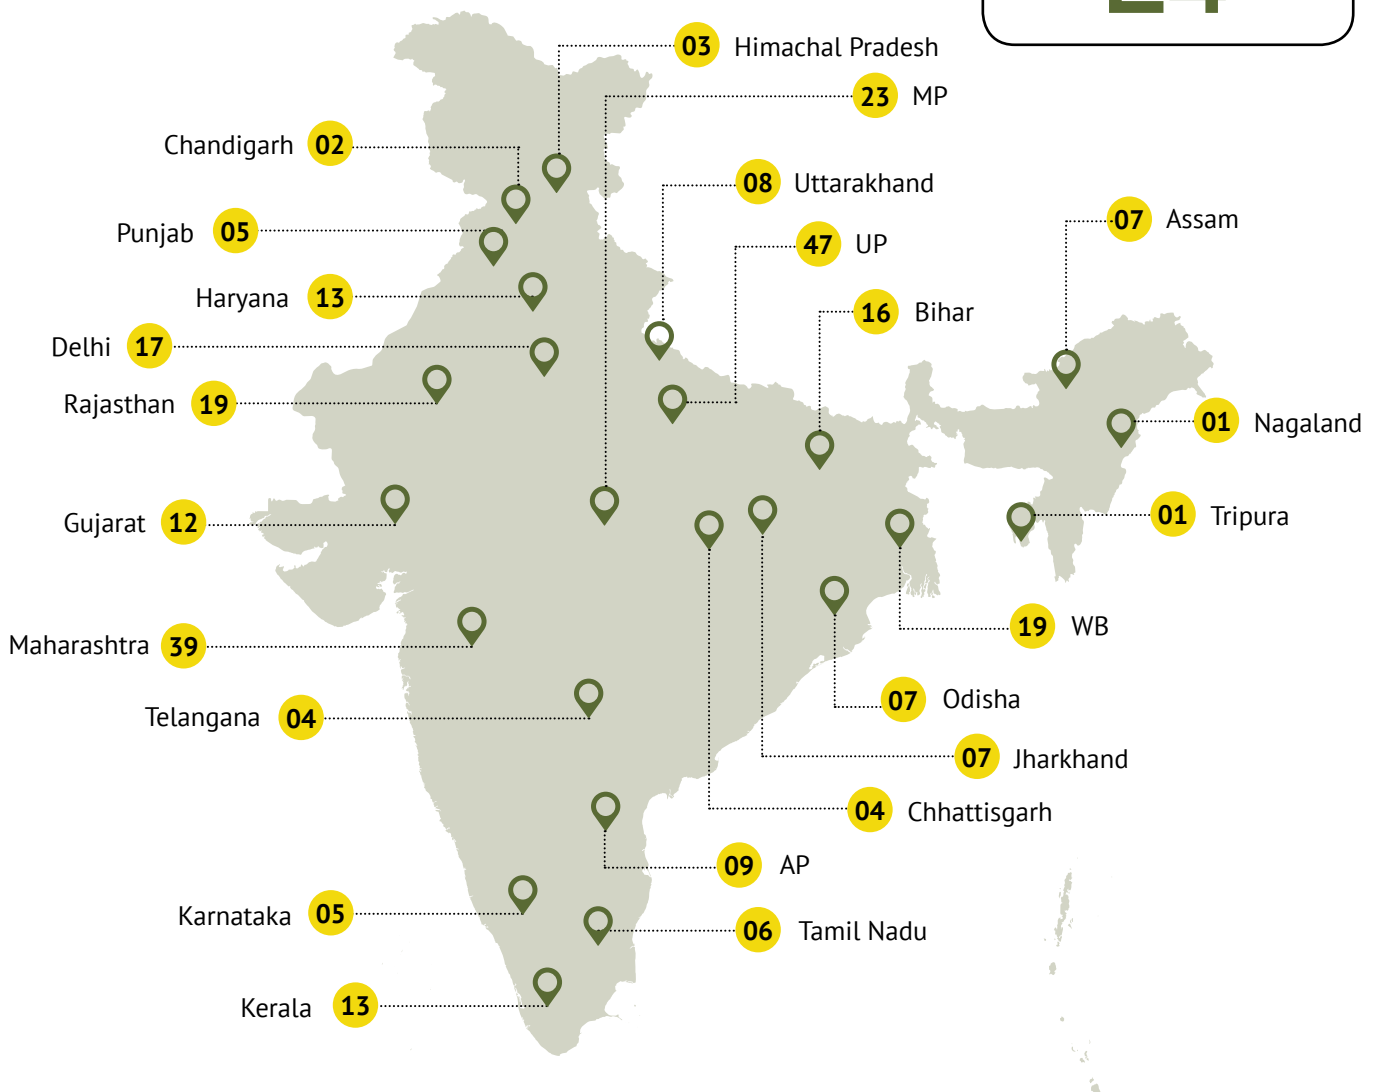 03 Himachal Pradesh
23 MP
Chandigarh 02
08 Uttarakhand
07 Assam
Punjab 05
47 UP
Haryana 13
16 Bihar
Delhi 17
Rajasthan 19
01 Nagaland
Gujarat 12
01 Tripura
19 WB
Maharashtra 39
07 Odisha
Telangana 04
07 Jharkhand
04 Chhattisgarh
09 AP
Karnataka 05
06 Tamil Nadu
Kerala 13